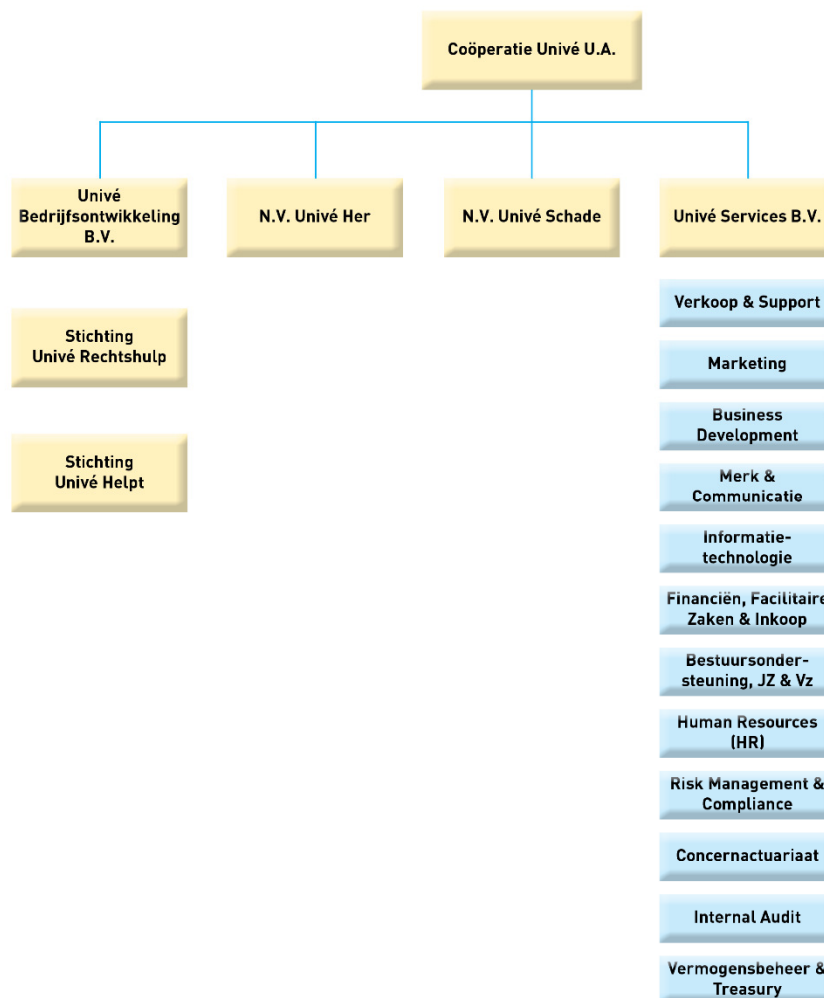 Coöperatie Univé U.A.
Univé
Bedrijfsontwikkeling
B.V.
N.V. Univé Her
N.V. Univé Schade
Univé Services B.V.
Stichting
Univé Rechtshulp
Stichting
Univé Helpt
Verkoop & Support
Marketing
Business
Development
Merk &
Communicatie
Informatie-
technologie
Financiën, Facilitaire
Zaken & Inkoop
Bestuursonder-
steuning, JZ & Vz
Human Resources
(HR)
Risk Management &
Compliance
Concernactuariaat
Internal Audit
Vermogensbeheer &
Treasury